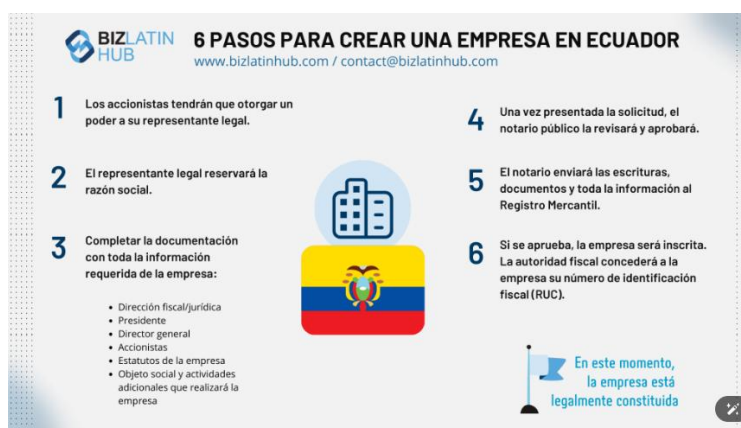 BIZLATIN
HUB
6 PASOS PARA CREAR UNA EMPRESA EN ECUADOR
www.bizlatinhub.com / contact@bizlatinhub.com
1
Los accionistas tendrán que otorgar un
poder a su representante legal.
2
El representante legal reservará la
razón social.
3
Completar la documentación
con toda la información
requerida de la empresa:
• Dirección fiscal/jurídica
• Presidente
• Director general
• Accionistas
• Estatutos de la empresa
• Objeto social y actividades
adicionales que realizará la
empresa
4
Una vez presentada la solicitud, el
notario público la revisará y aprobará.
5
El notario enviará las escrituras,
documentos y toda la información al
Registro Mercantil.
6
Si se aprueba, la empresa será inscrita.
La autoridad fiscal concederá a la
empresa su número de identificación
fiscal (RUC).
En este momento,
la empresa está
legalmente constituida